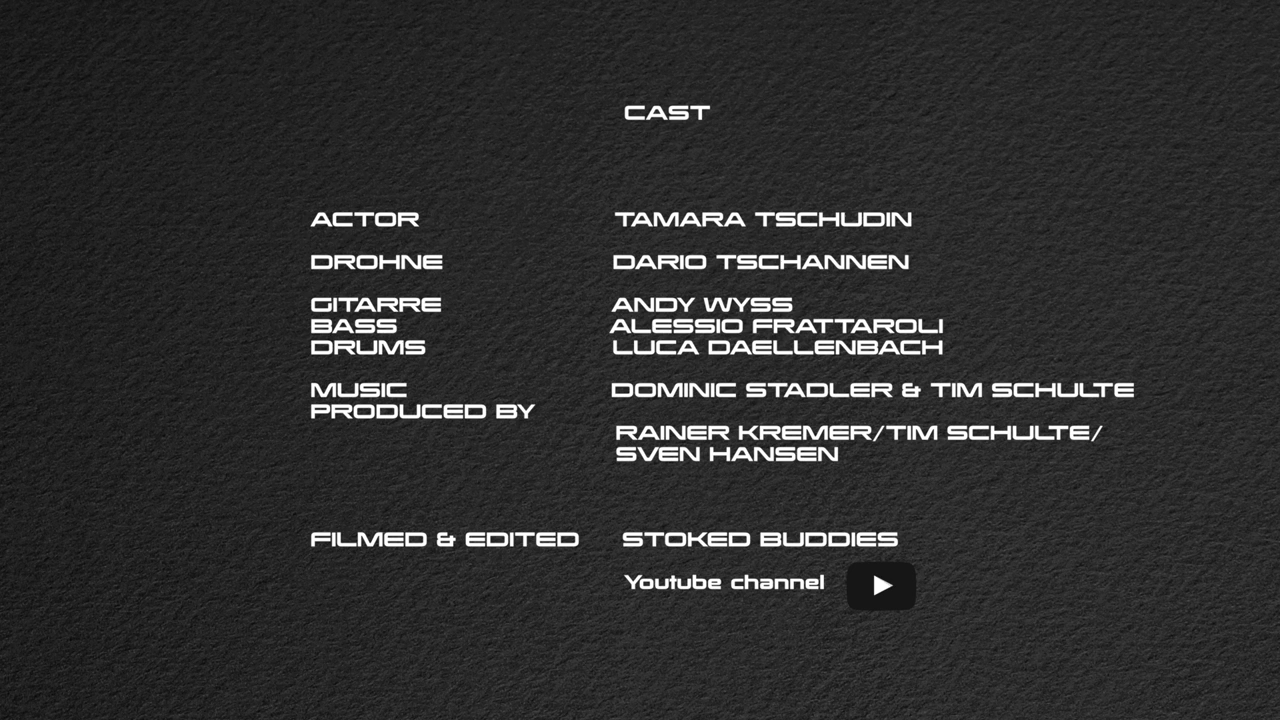 CAST
ACTOR TAMARA TSCHUDIN
DROHNE DARIO TSCHANNEN
GITARRE ANDY WYSS
BASS ALESSIO FRATTAROLI
DRUMS LUCA DAELLENBACH
MUSIC DOMINIC STADLER & TIM SCHULTE
PRODUCED BY
RAINER KREMER/TIM SCHULTE/
SVEN HANSEN
FILMED & EDITED STOKED BUDDIES
Youtube channel